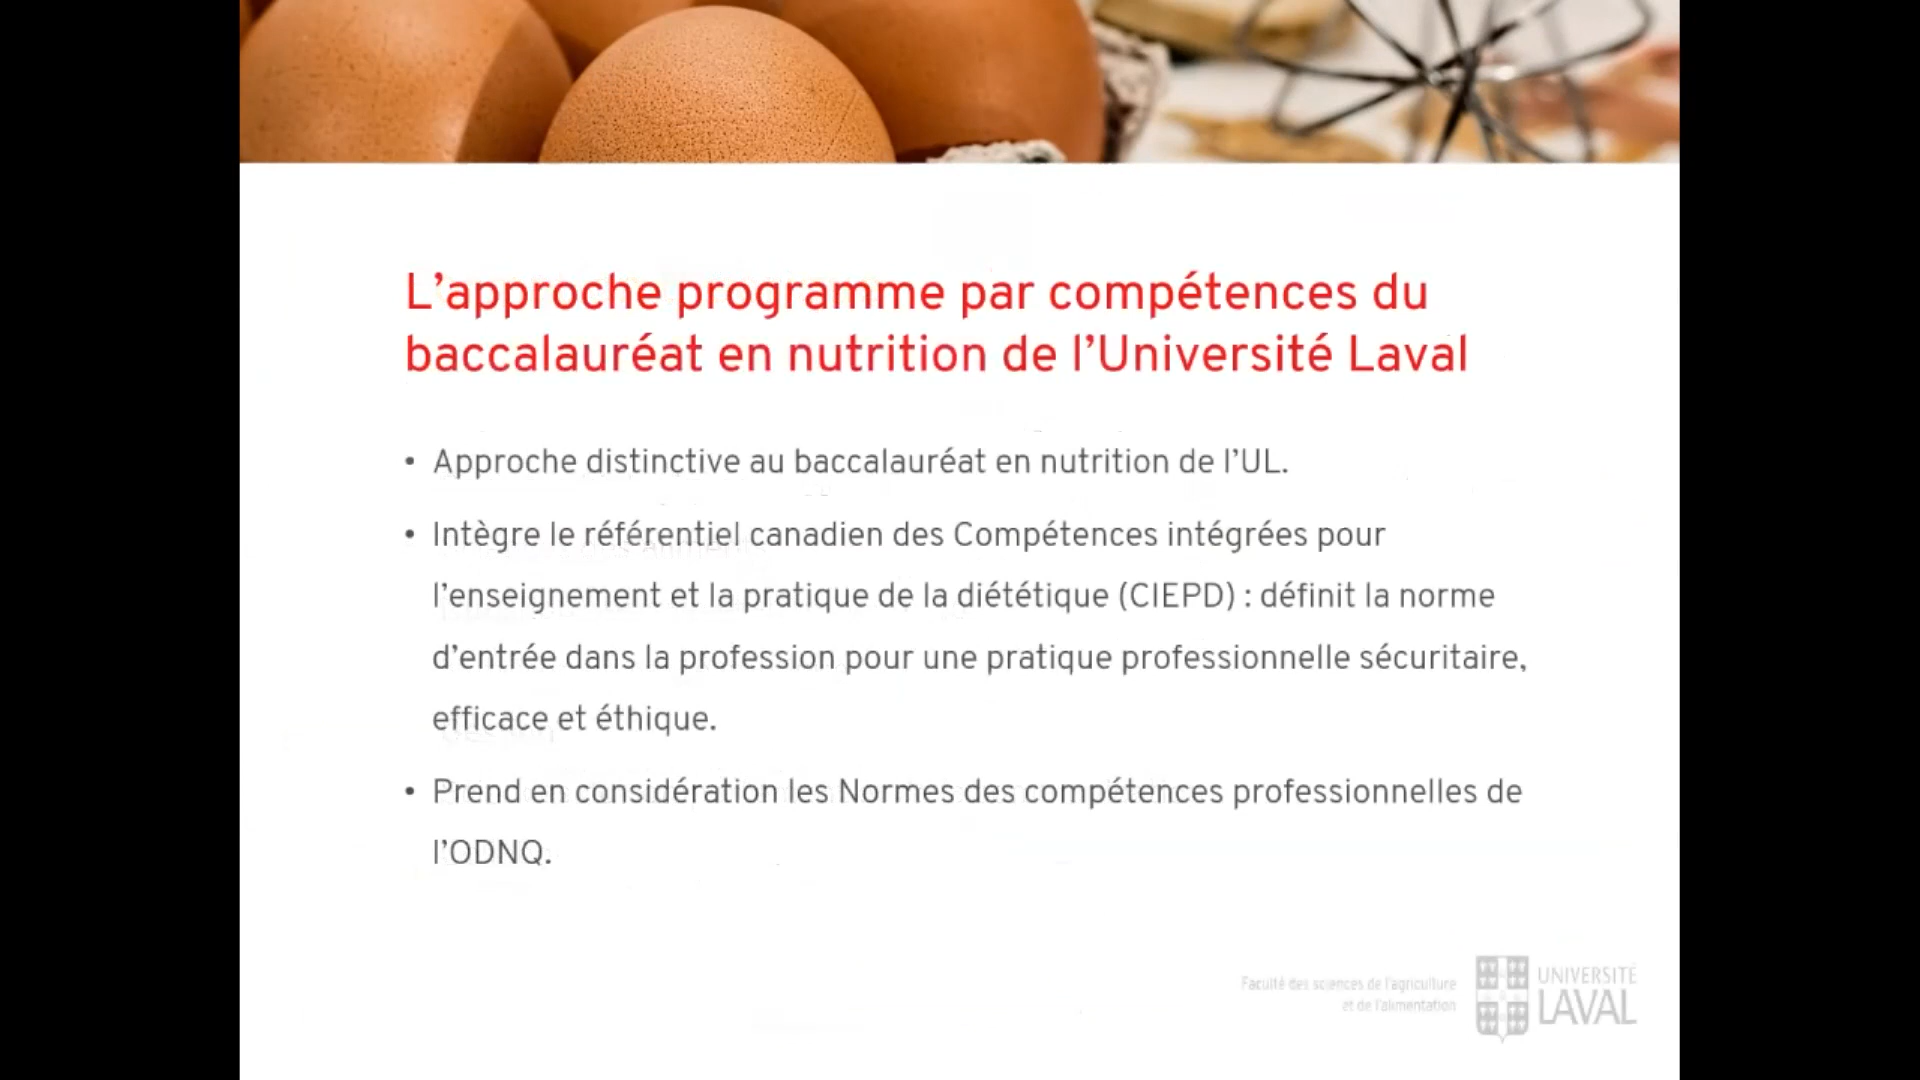 L’approche programme par compétences du
baccalauréat en nutrition de l’Université Laval
• Approche distinctive au baccalauréat en nutrition de l’UL.
• Intègre le référentiel canadien des Compétences intégrées pour
l’enseignement et la pratique de la diététique (CIEPD) : définit la norme
d’entrée dans la profession pour une pratique professionnelle sécuritaire,
efficace et éthique.
• Prend en considération les Normes des compétences professionnelles de
l’ODNQ.
Faculté des sciences de l’agriculture
et de l’alimentation
UNIVERSITÉ
LAVAL